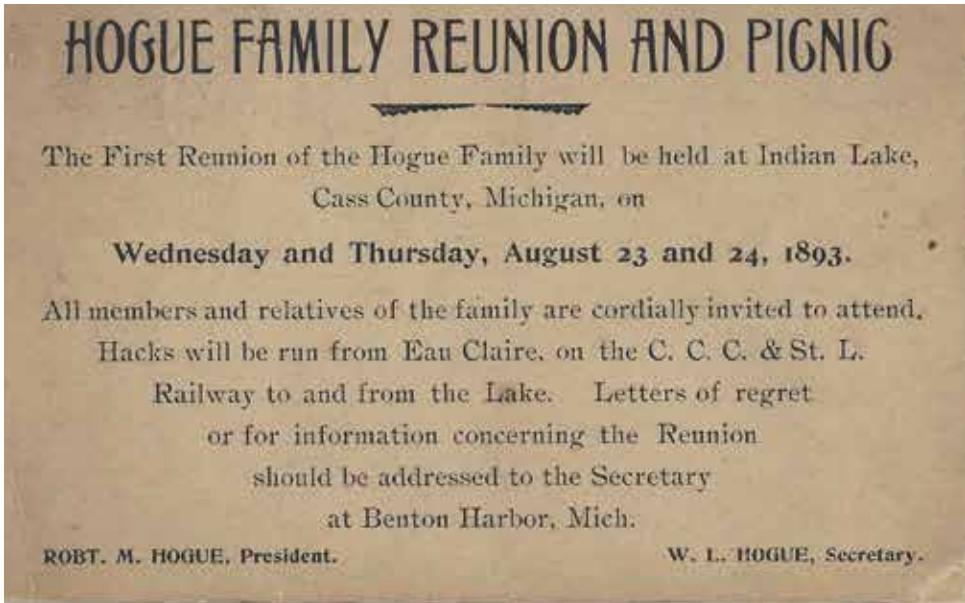 HOGUE FAMILY REUNION AND PICNIC
The First Reunion of the Hogue Family will be held at Indian Lake,
Cass County, Michigan, on
Wednesday and Thursday, August 23 and 24, 1893.
All members and relatives of the family are cordially invited to attend.
Hacks will be run from Eau Claire, on the C. C. C. & St. L.
Railway to and from the Lake. Letters of regret
or for information concerning the Reunion
should be addressed to the Secretary
at Benton Harbor, Mich.
ROBT. M. HOGUE, President.
W. L. HOGUE, Secretary.